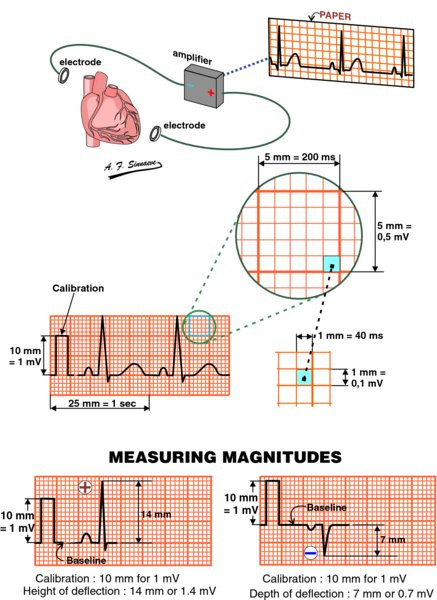 PAPER
amplifier
electrode
electrode
A. F. Sinnaeve
5 mm = 200 ms
5 mm =
0,5 mV
Calibration
10 mm
= 1 mV
25 mm = 1 sec
1 mm = 40 ms
1 mm =
0,1 mV
MEASURING MAGNITUDES
10 mm
= 1 mV
14 mm
Baseline
Calibration : 10 mm for 1 mV
Height of deflection : 14 mm or 1.4 mV
10 mm
= 1 mV
Baseline
7 mm
Calibration : 10 mm for 1 mV
Depth of deflection : 7 mm or 0.7 mV